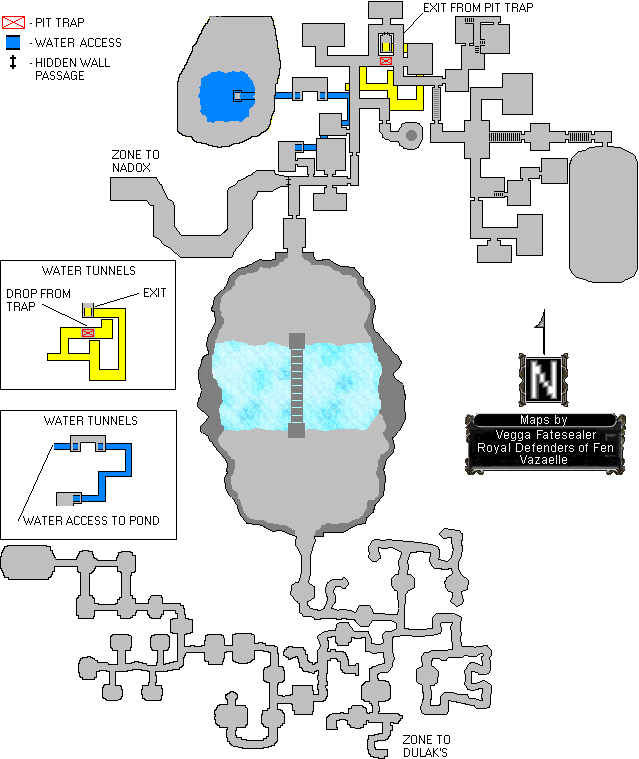 - PIT TRAP
- WATER ACCESS
- HIDDEN WALL
PASSAGE
EXIT FROM PIT TRAP
ZONE TO
NADOX
WATER TUNNELS
DROP FROM
TRAP
EXIT
WATER TUNNELS
WATER ACCESS TO POND
N
Maps by
Vegga Fatesealer
Royal Defenders of Fen
Vazaelle
ZONE TO
DULAK'S